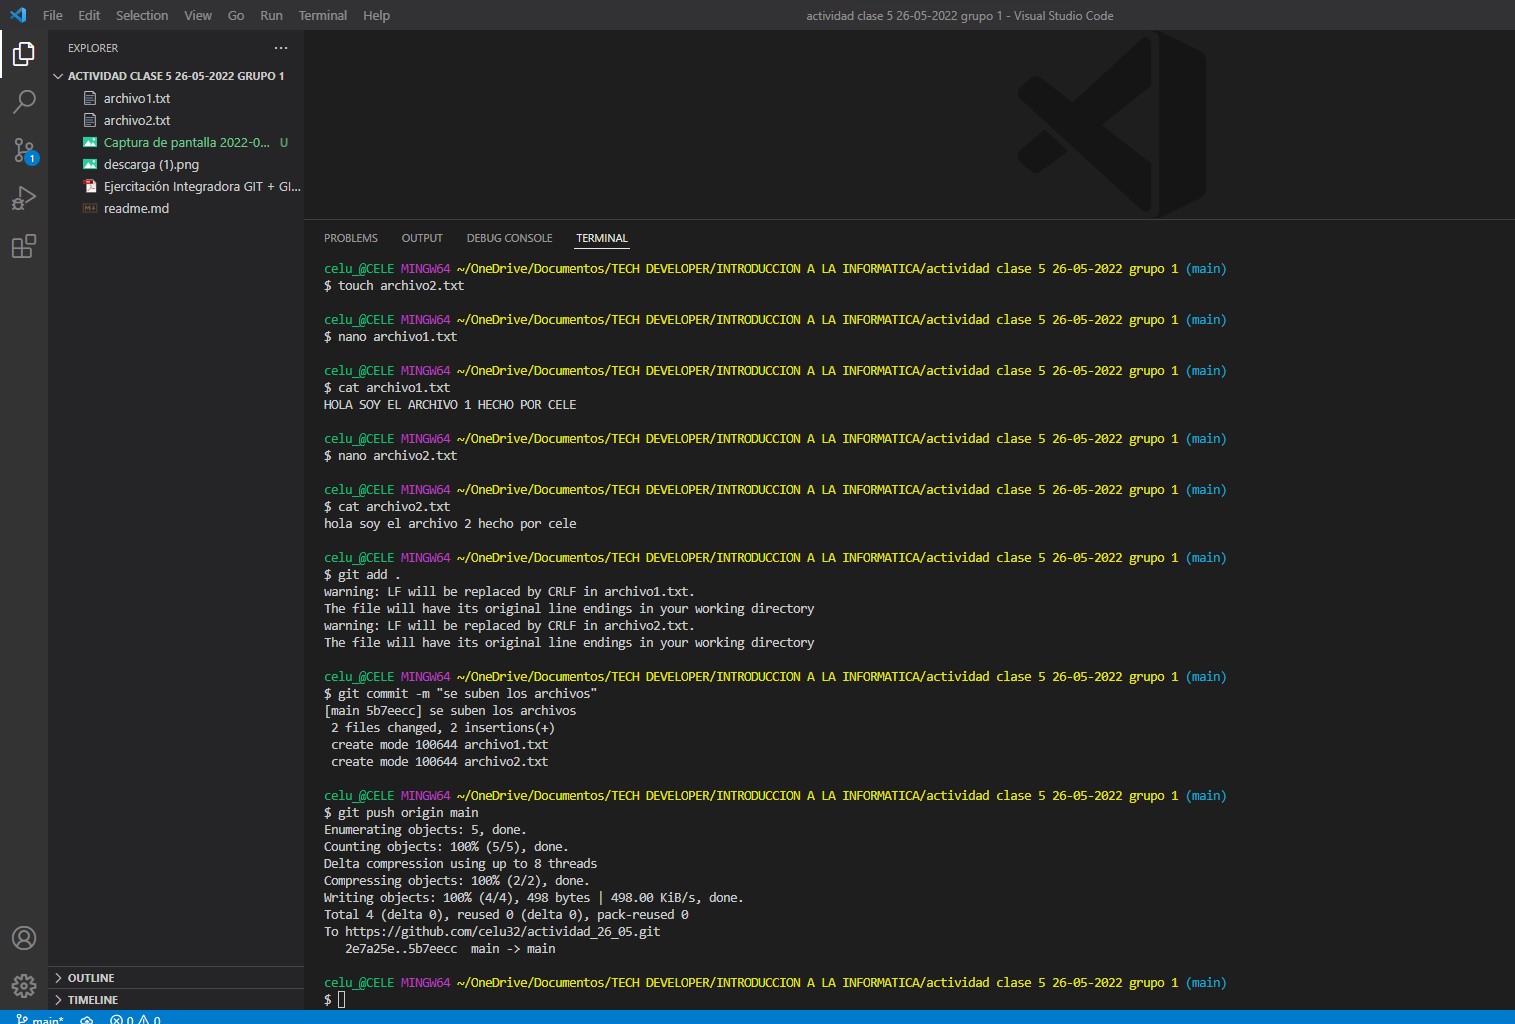 File Edit Selection View Go Run Terminal Help
actividad clase 5 26-05-2022 grupo 1 - Visual Studio Code
EXPLORER
ACTIVIDAD CLASE 5 26-05-2022 GRUPO 1
archivo1.txt
archivo2.txt
Captura de pantalla 2022-0... U
descarga (1).png
Ejercitación Integradora GIT + GI...
readme.md
1
OUTLINE
TIMELINE
PROBLEMS OUTPUT DEBUG CONSOLE TERMINAL
celu_@CELE MINGW64 ~/OneDrive/Documentos/TECH DEVELOPER/INTRODUCCION A LA INFORMATICA/actividad clase 5 26-05-2022 grupo 1 (main)
$ touch archivo2.txt
celu_@CELE MINGW64 ~/OneDrive/Documentos/TECH DEVELOPER/INTRODUCCION A LA INFORMATICA/actividad clase 5 26-05-2022 grupo 1 (main)
$ nano archivo1.txt
celu_@CELE MINGW64 ~/OneDrive/Documentos/TECH DEVELOPER/INTRODUCCION A LA INFORMATICA/actividad clase 5 26-05-2022 grupo 1 (main)
$ cat archivo1.txt
HOLA SOY EL ARCHIVO 1 HECHO POR CELE
celu_@CELE MINGW64 ~/OneDrive/Documentos/TECH DEVELOPER/INTRODUCCION A LA INFORMATICA/actividad clase 5 26-05-2022 grupo 1 (main)
$ nano archivo2.txt
celu_@CELE MINGW64 ~/OneDrive/Documentos/TECH DEVELOPER/INTRODUCCION A LA INFORMATICA/actividad clase 5 26-05-2022 grupo 1 (main)
$ cat archivo2.txt
hola soy el archivo 2 hecho por cele
celu_@CELE MINGW64 ~/OneDrive/Documentos/TECH DEVELOPER/INTRODUCCION A LA INFORMATICA/actividad clase 5 26-05-2022 grupo 1 (main)
$ git add .
warning: LF will be replaced by CRLF in archivo1.txt.
The file will have its original line endings in your working directory
warning: LF will be replaced by CRLF in archivo2.txt.
The file will have its original line endings in your working directory
celu_@CELE MINGW64 ~/OneDrive/Documentos/TECH DEVELOPER/INTRODUCCION A LA INFORMATICA/actividad clase 5 26-05-2022 grupo 1 (main)
$ git commit -m "se suben los archivos"
[main 5b7eecc] se suben los archivos
2 files changed, 2 insertions(+)
create mode 100644 archivo1.txt
create mode 100644 archivo2.txt
celu_@CELE MINGW64 ~/OneDrive/Documentos/TECH DEVELOPER/INTRODUCCION A LA INFORMATICA/actividad clase 5 26-05-2022 grupo 1 (main)
$ git push origin main
Enumerating objects: 5, done.
Counting objects: 100% (5/5), done.
Delta compression using up to 8 threads
Compressing objects: 100% (2/2), done.
Writing objects: 100% (4/4), 498 bytes | 498.00 KiB/s, done.
Total 4 (delta 0), reused 0 (delta 0), pack-reused 0
To https://github.com/celu32/actividad_26_05.git
2e7a25e..5b7eecc main -> main
celu_@CELE MINGW64 ~/OneDrive/Documentos/TECH DEVELOPER/INTRODUCCION A LA INFORMATICA/actividad clase 5 26-05-2022 grupo 1 (main)
$
main* 0 0